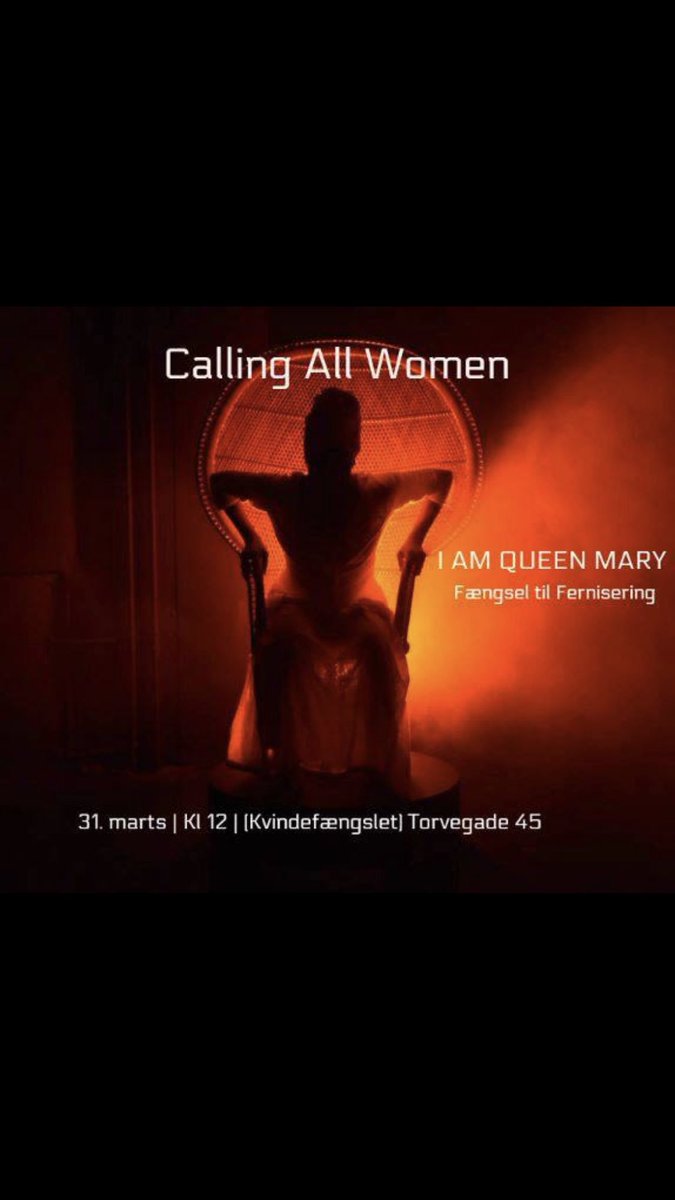 Calling All Women
I AM QUEEN MARY
Fængsel til Fernisering
31. marts | Kl 12 | (Kvindefængslet) Torvegade 45